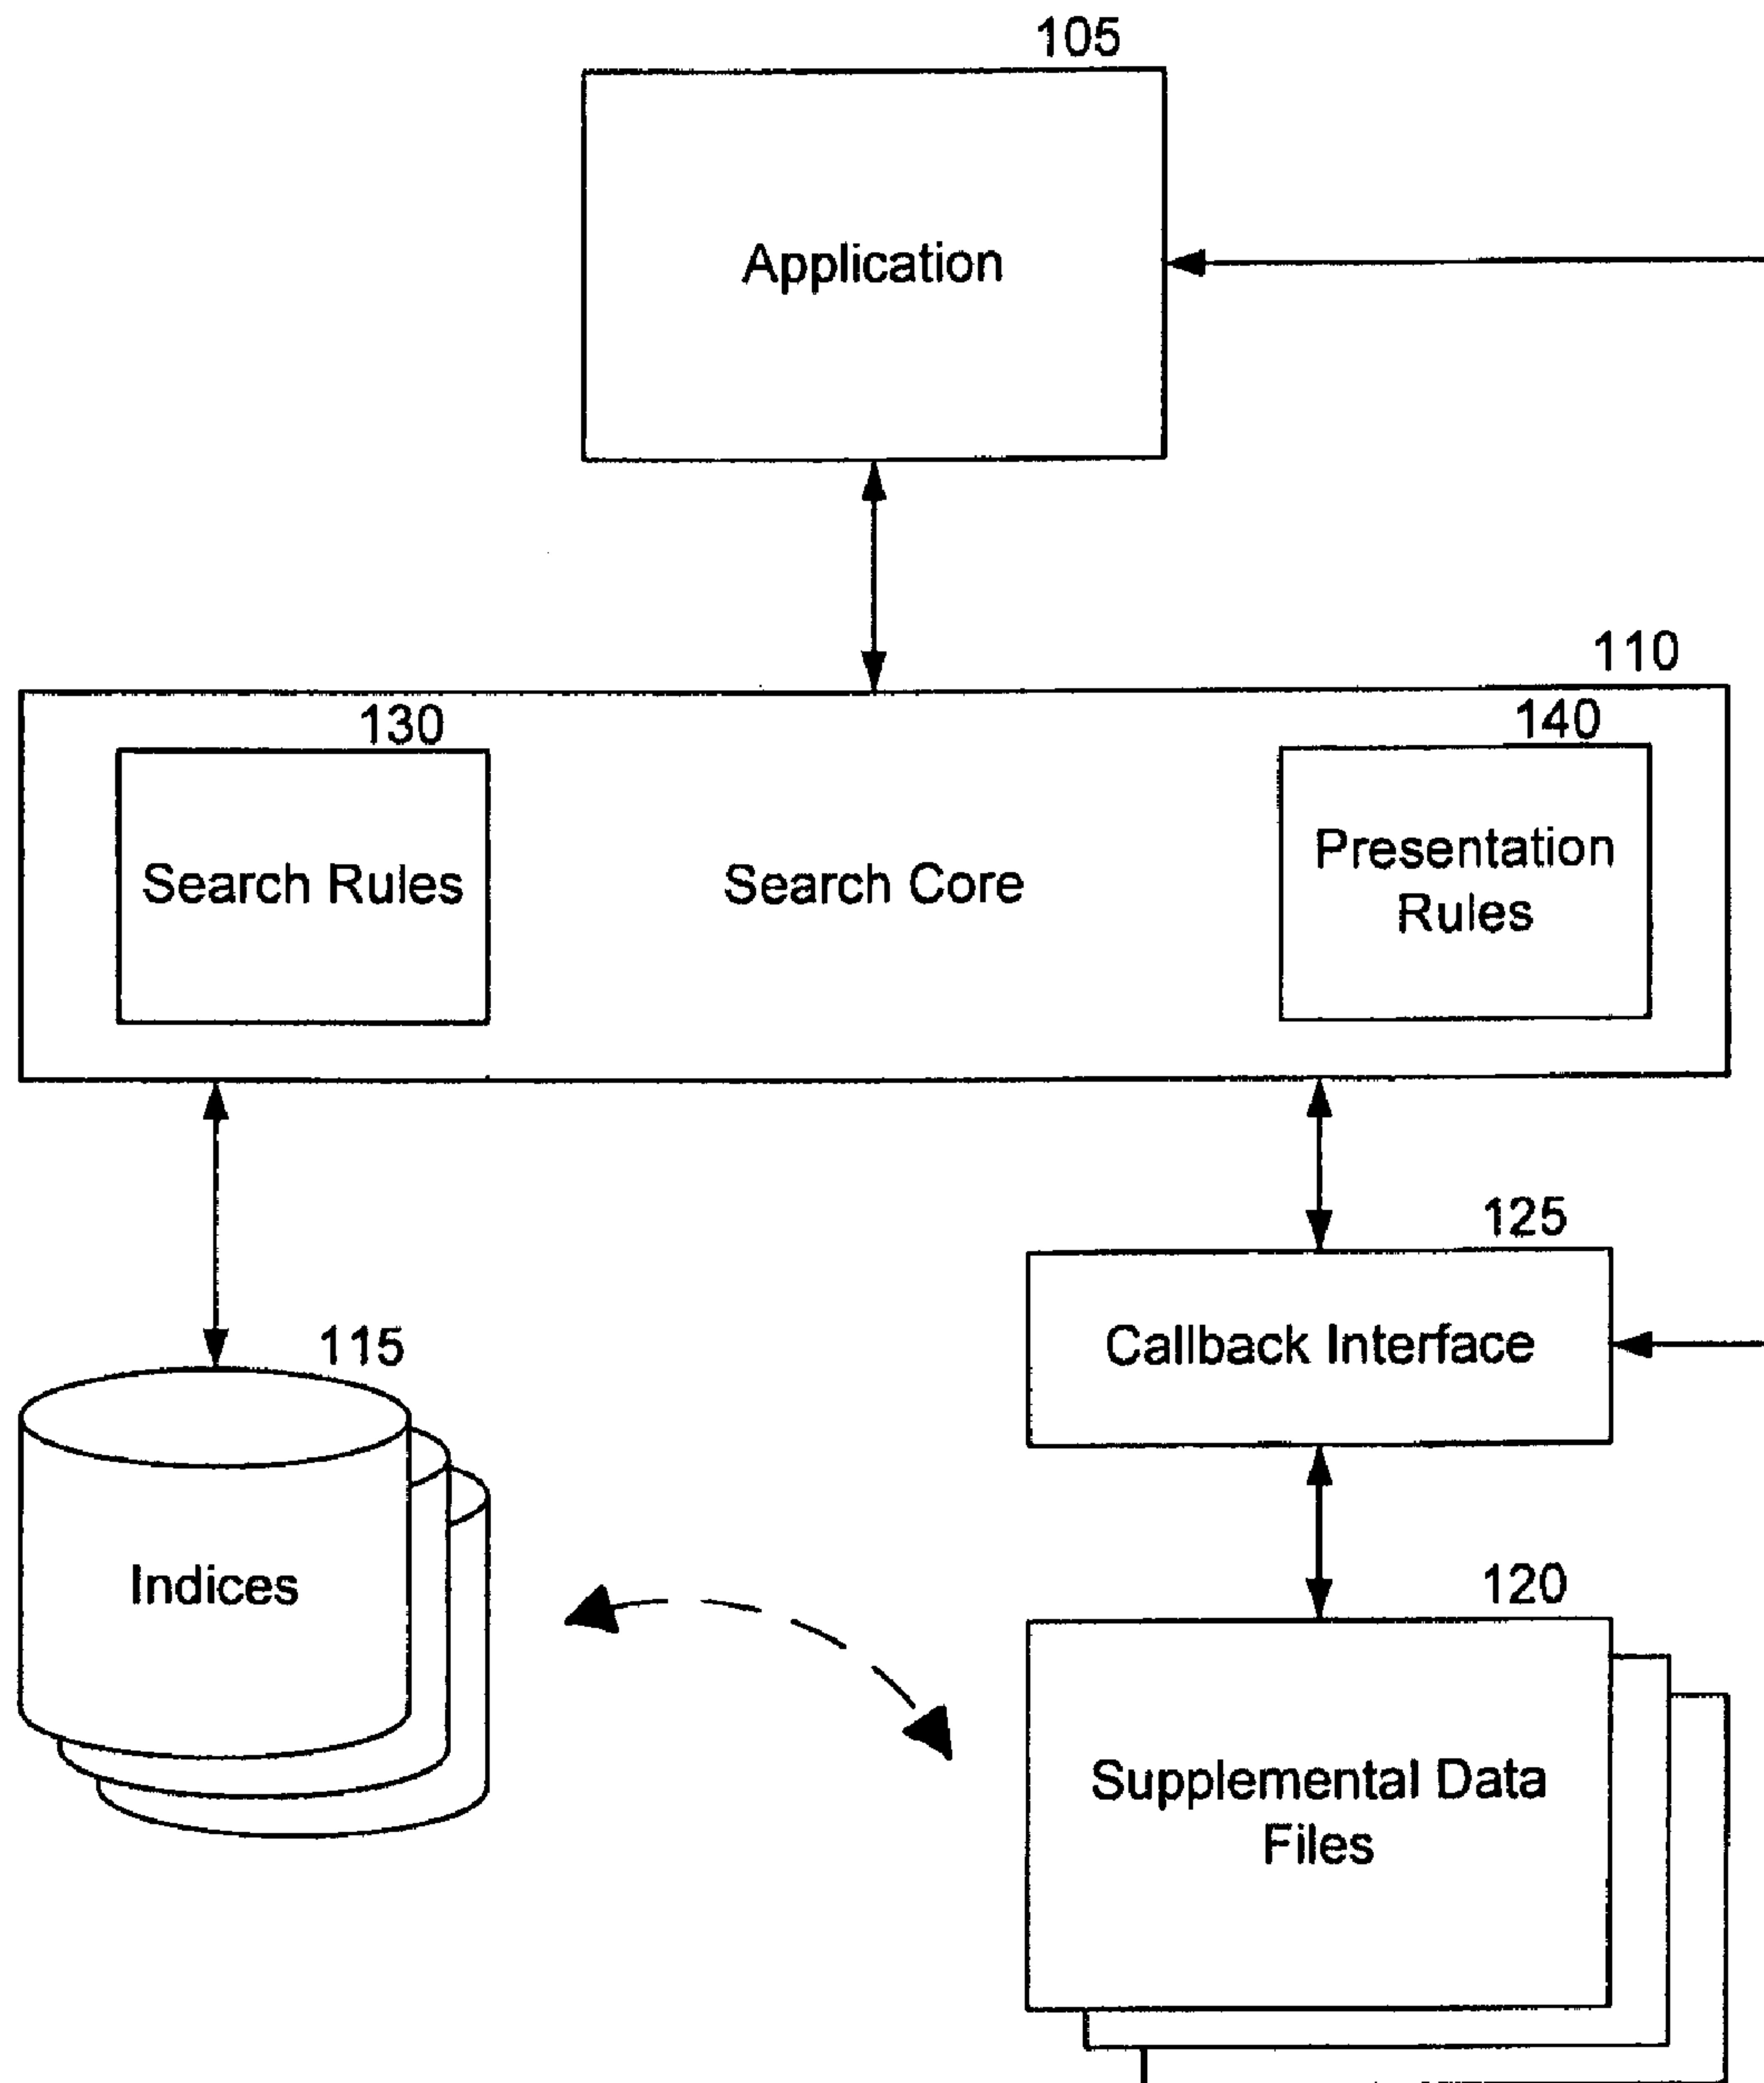 105
Application
110
130
140
Search Rules
Search Core
Presentation
Rules
125
Callback Interface
115
Indices
120
Supplemental Data
Files